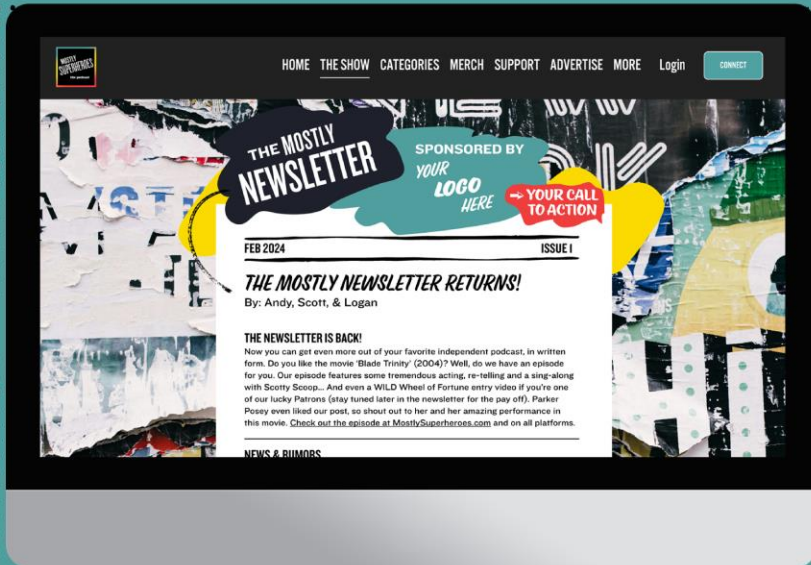 MOSTLY
SUPERHEROES
HOME THE SHOW CATEGORIES MERCH SUPPORT ADVERTISE MORE Login CONNECT
THE MOSTLY
NEWSLETTER
SPONSORED BY
YOUR
LOGO
HERE
YOUR CALL
TO ACTION
FEB 2024 ISSUE I
THE MOSTLY NEWSLETTER RETURNS!
By: Andy, Scott, & Logan
THE NEWSLETTER IS BACK!
Now you can get even more out of your favorite independent podcast, in written
form. Do you like the movie 'Blade Trinity' (2004)? Well, do we have an episode
for you. Our episode features some tremendous acting, re-telling and a sing-along
with Scotty Scoop... And even a WILD Wheel of Fortune entry video if you're one
of our lucky Patrons (stay tuned later in the newsletter for the pay off). Parker
Posey even liked our post, so shout out to her and her amazing performance in
this movie. Check out the episode at MostlySuperheroes.com and on all platforms.
NEWS & RUMORS